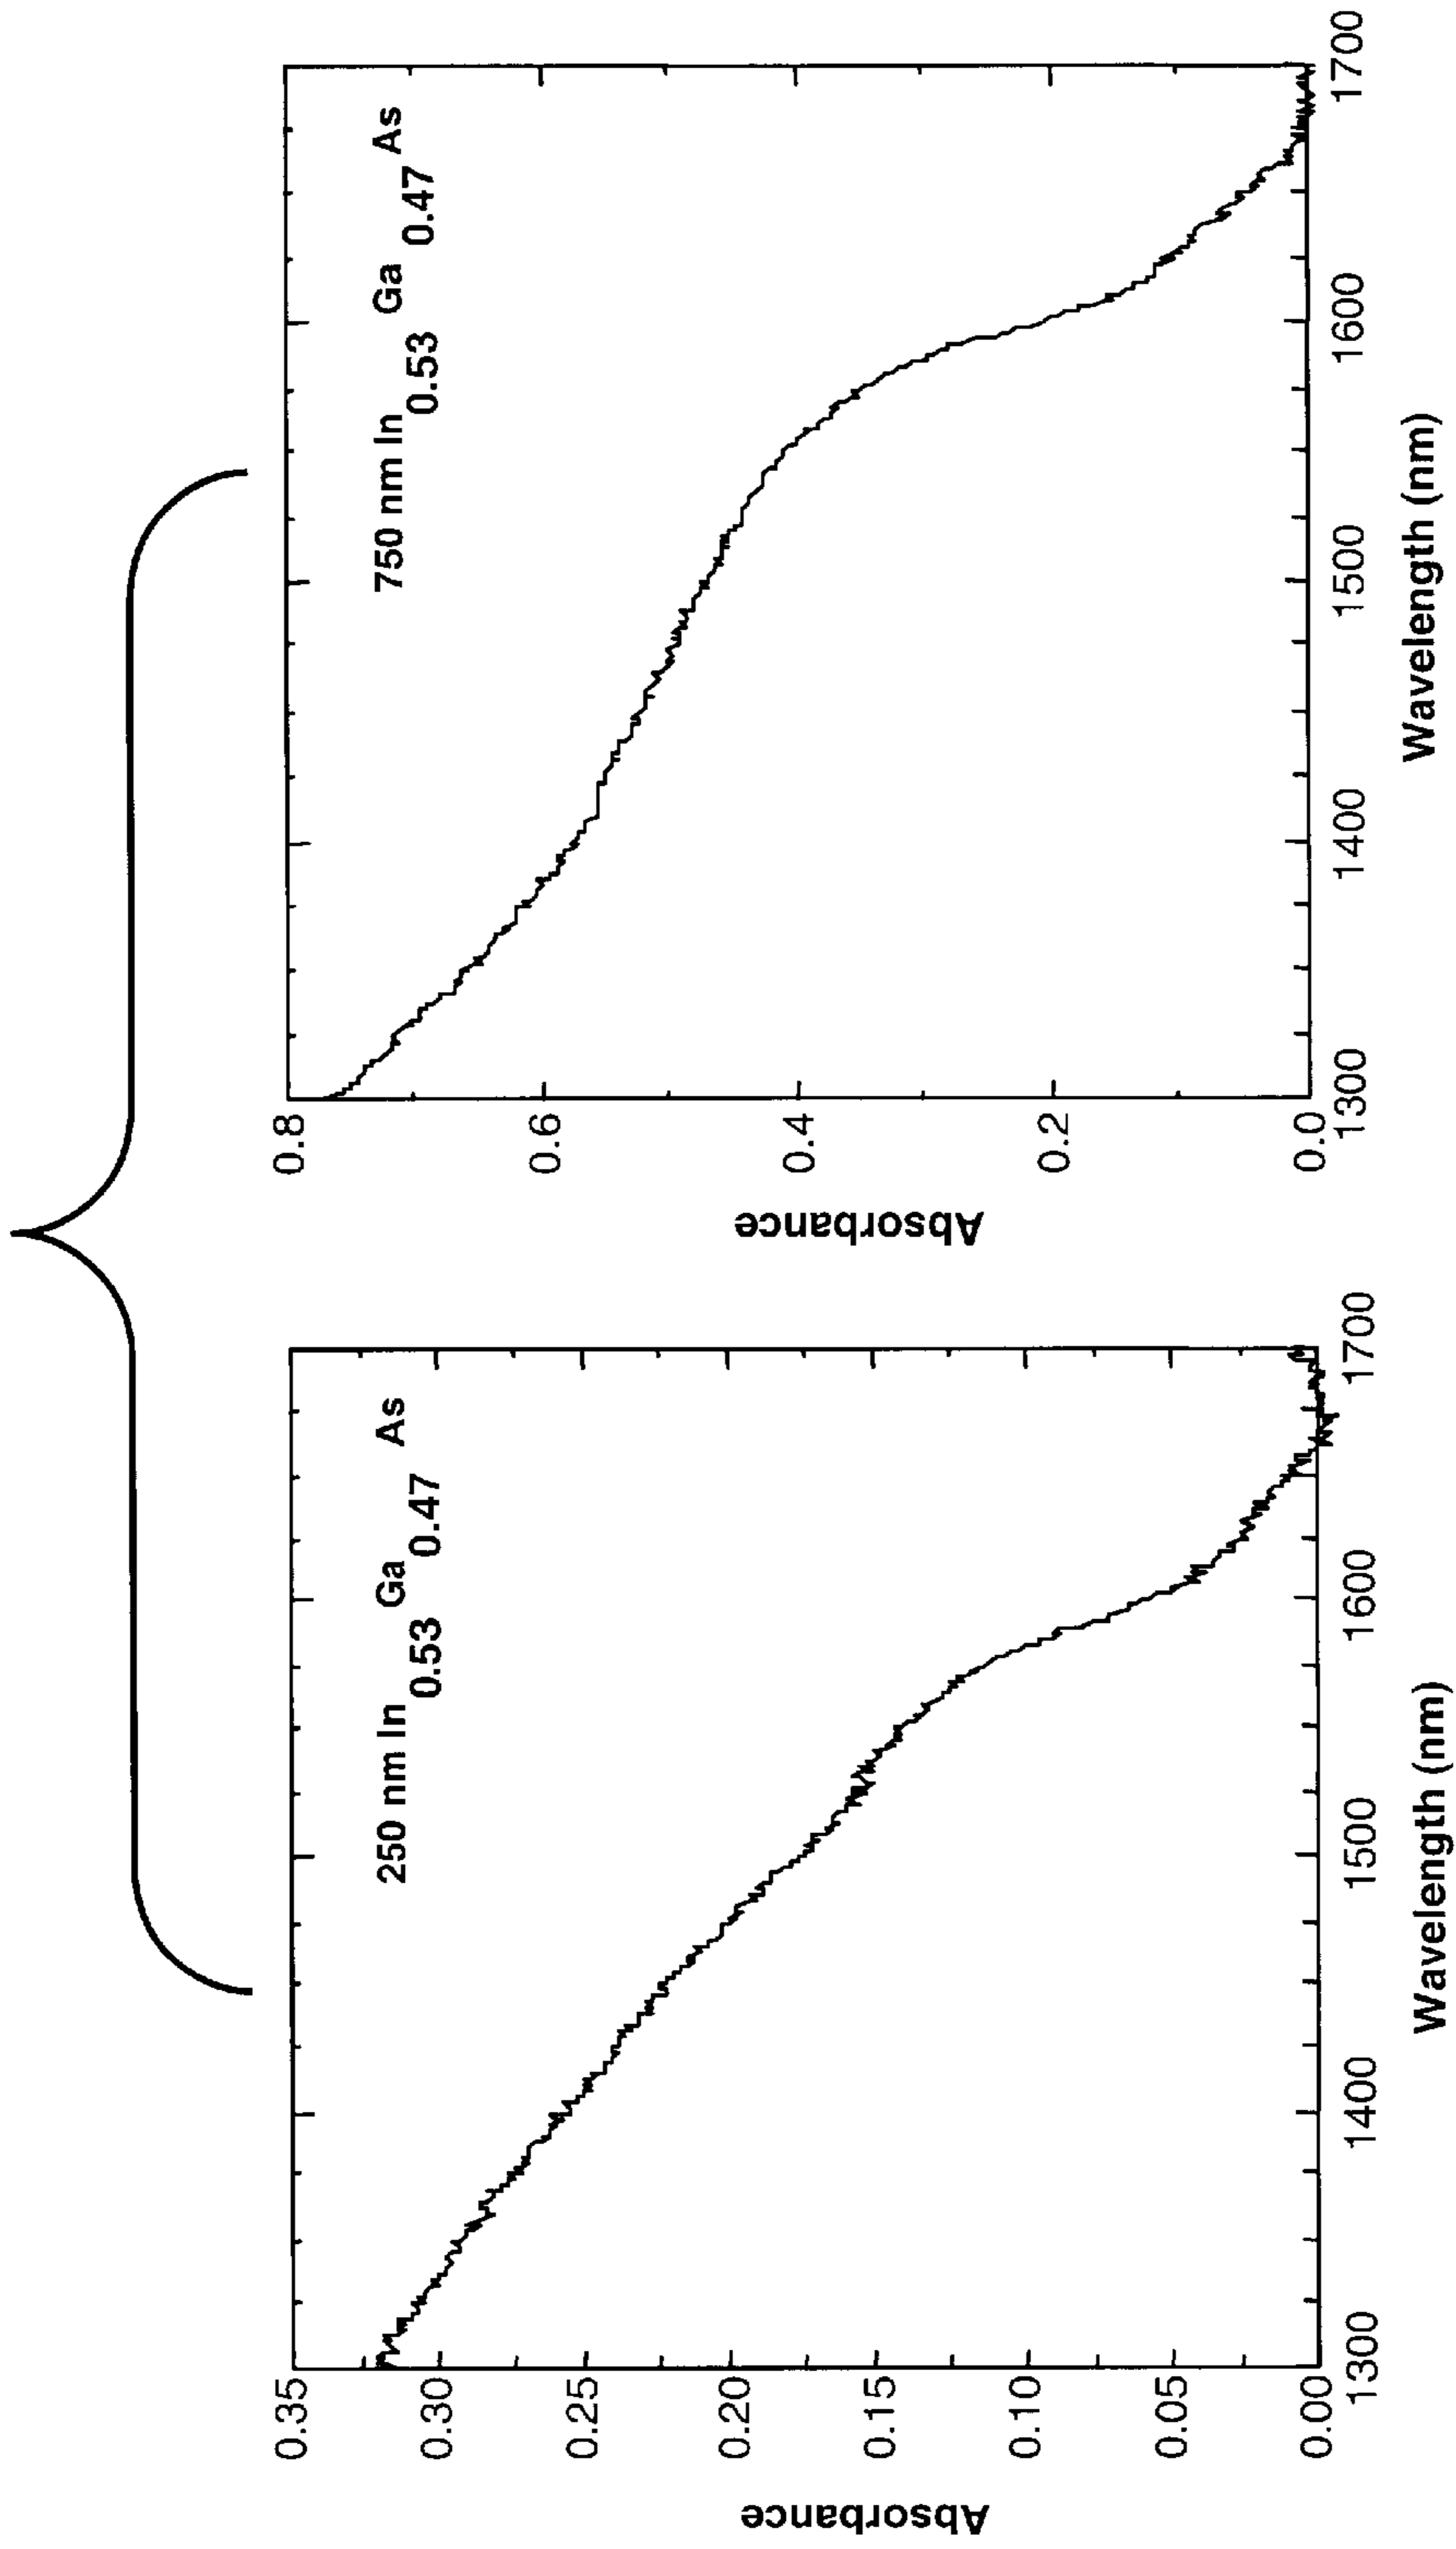 250 nm In0.53Ga0.47As
0.35
0.30
0.25
0.20
0.15
0.10
0.05
0.00
Absorbance
1300 1400 1500 1600 1700
Wavelength (nm)
750 nm In0.53Ga0.47As
0.8
0.6
0.4
0.2
0.0
Absorbance
1300 1400 1500 1600 1700
Wavelength (nm)